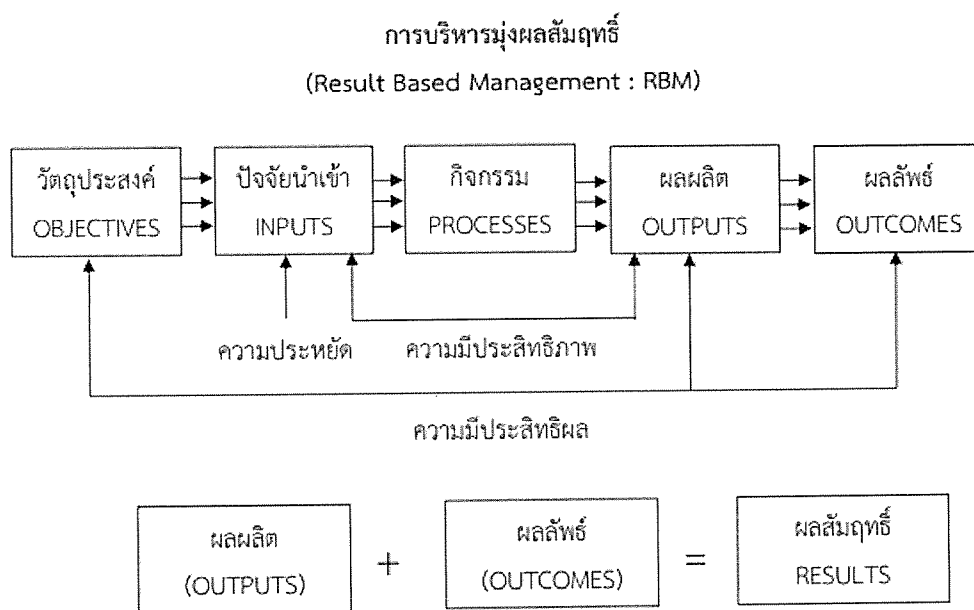 การบริหารมุ่งผลสัมฤทธิ์
(Result Based Management : RBM)
วัตถุประสงค์
OBJECTIVES
ปัจจัยนำเข้า
INPUTS
กิจกรรม
PROCESSES
ผลผลิต
OUTPUTS
ผลลัพธ์
OUTCOMES
ความประหยัด
ความมีประสิทธิภาพ
ความมีประสิทธิผล
ผลผลิต
(OUTPUTS)
+
ผลลัพธ์
(OUTCOMES)
=
ผลสัมฤทธิ์
RESULTS